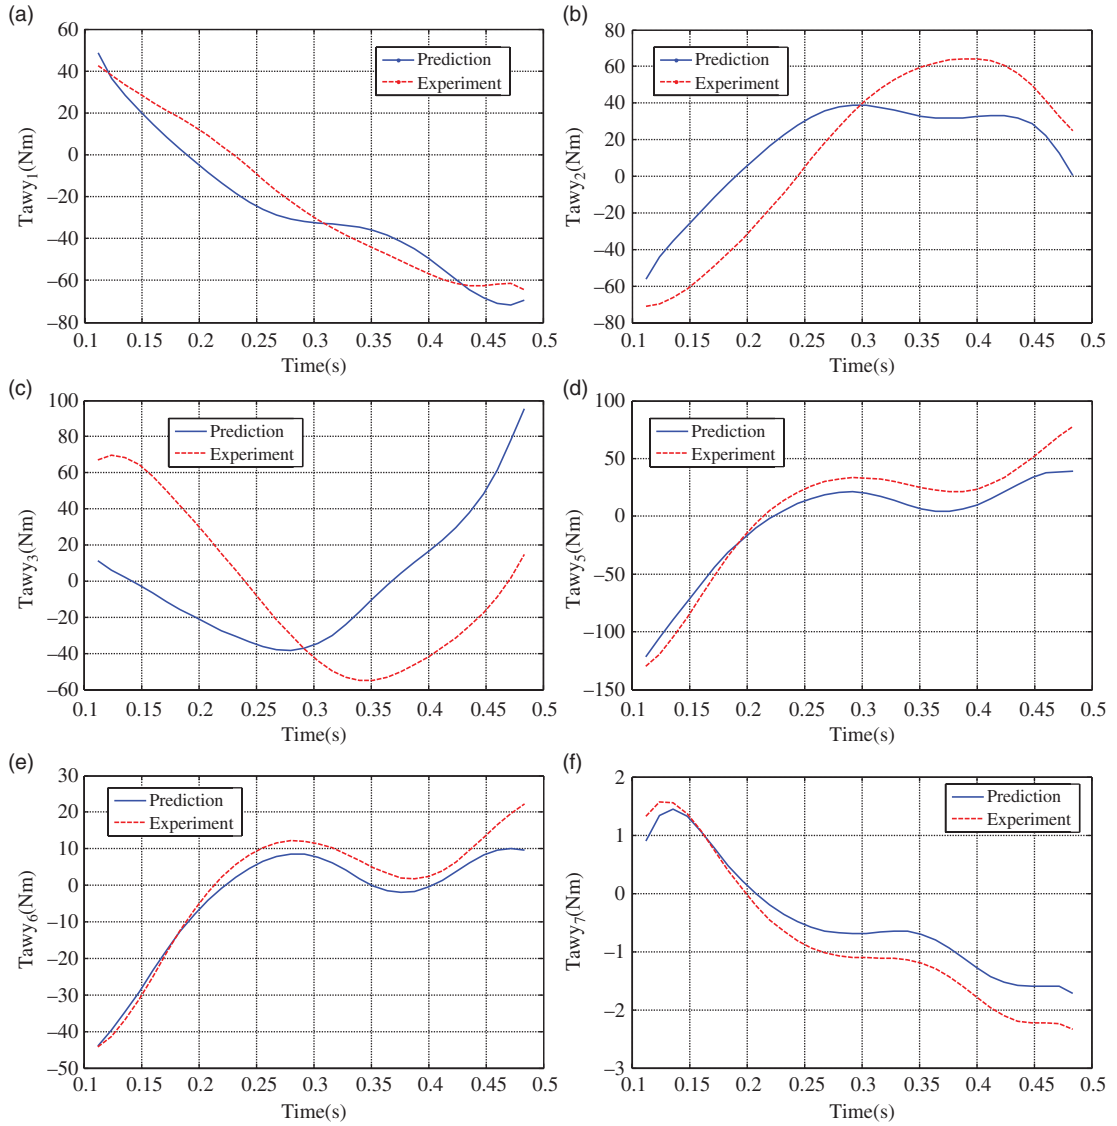 (a)
60
40
20
0
−20
−40
−60
−80
Tawy1(Nm)
Prediction
Experiment
0.1 0.15 0.2 0.25 0.3 0.35 0.4 0.45 0.5
Time(s)
(b)
80
60
40
20
0
−20
−40
−60
−80
Tawy2(Nm)
Prediction
Experiment
0.1 0.15 0.2 0.25 0.3 0.35 0.4 0.45 0.5
Time(s)
(c)
100
80
60
40
20
0
−20
−40
−60
Tawy3(Nm)
Prediction
Experiment
0.1 0.15 0.2 0.25 0.3 0.35 0.4 0.45 0.5
Time(s)
(d)
100
50
0
−50
−100
−150
Tawy5(Nm)
Prediction
Experiment
0.1 0.15 0.2 0.25 0.3 0.35 0.4 0.45 0.5
Time(s)
(e)
30
20
10
0
−10
−20
−30
−40
−50
Tawy6(Nm)
Prediction
Experiment
0.1 0.15 0.2 0.25 0.3 0.35 0.4 0.45 0.5
Time(s)
(f)
2
1
0
−1
−2
−3
Tawy7(Nm)
Prediction
Experiment
0.1 0.15 0.2 0.25 0.3 0.35 0.4 0.45 0.5
Time(s)